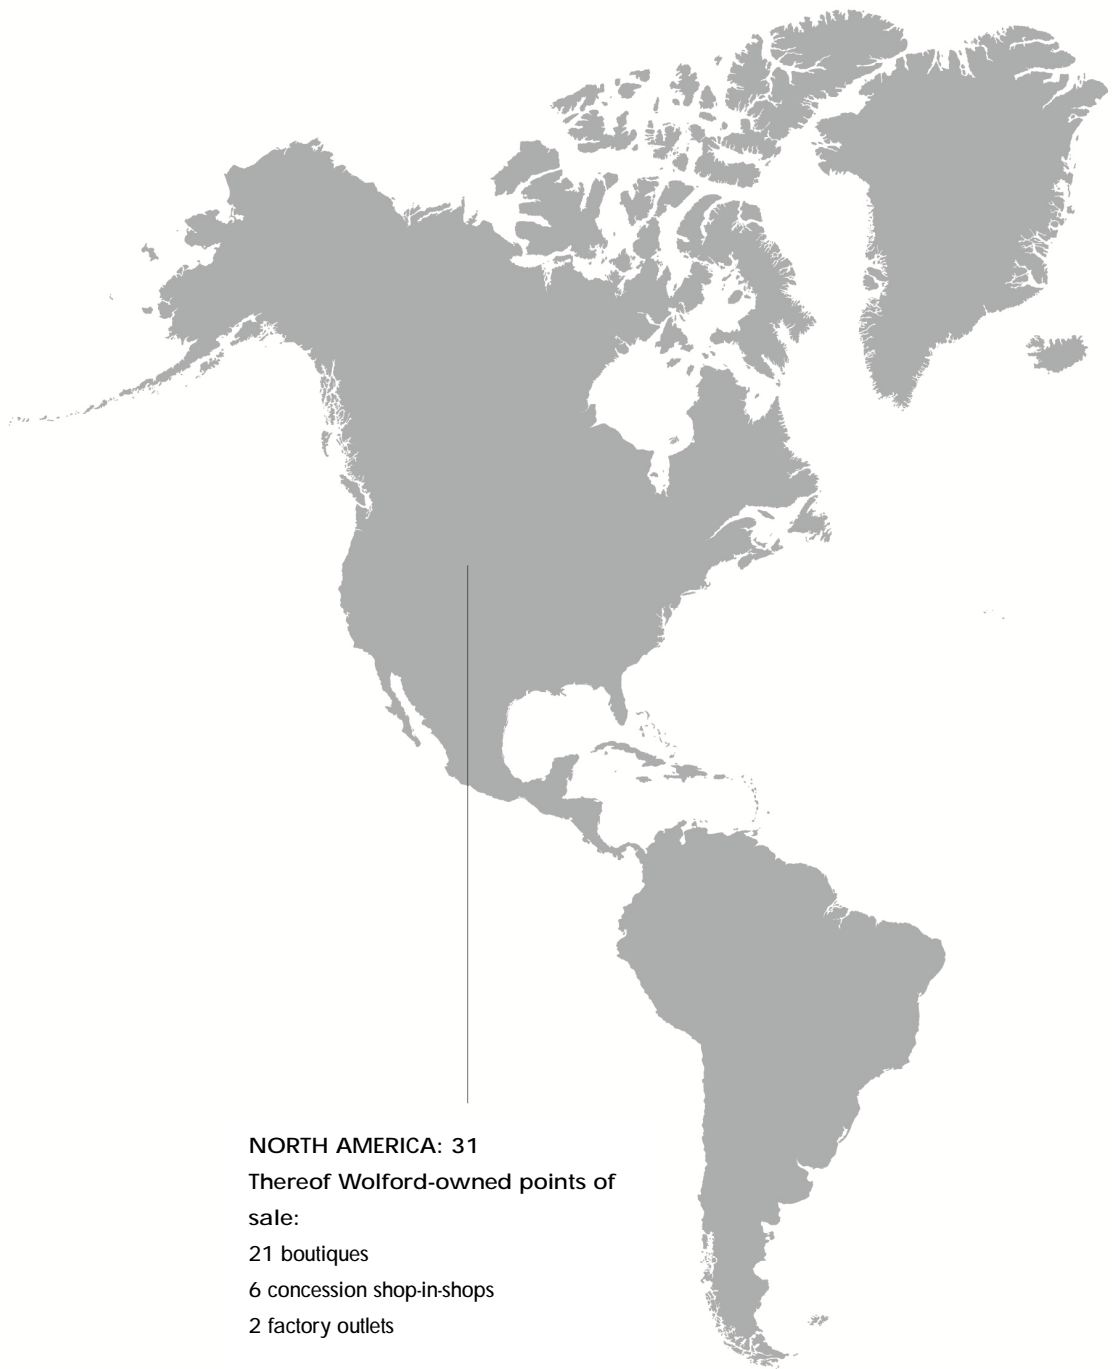 NORTH AMERICA: 31
Thereof Wolford-owned points of
sale:
21 boutiques
6 concession shop-in-shops
2 factory outlets